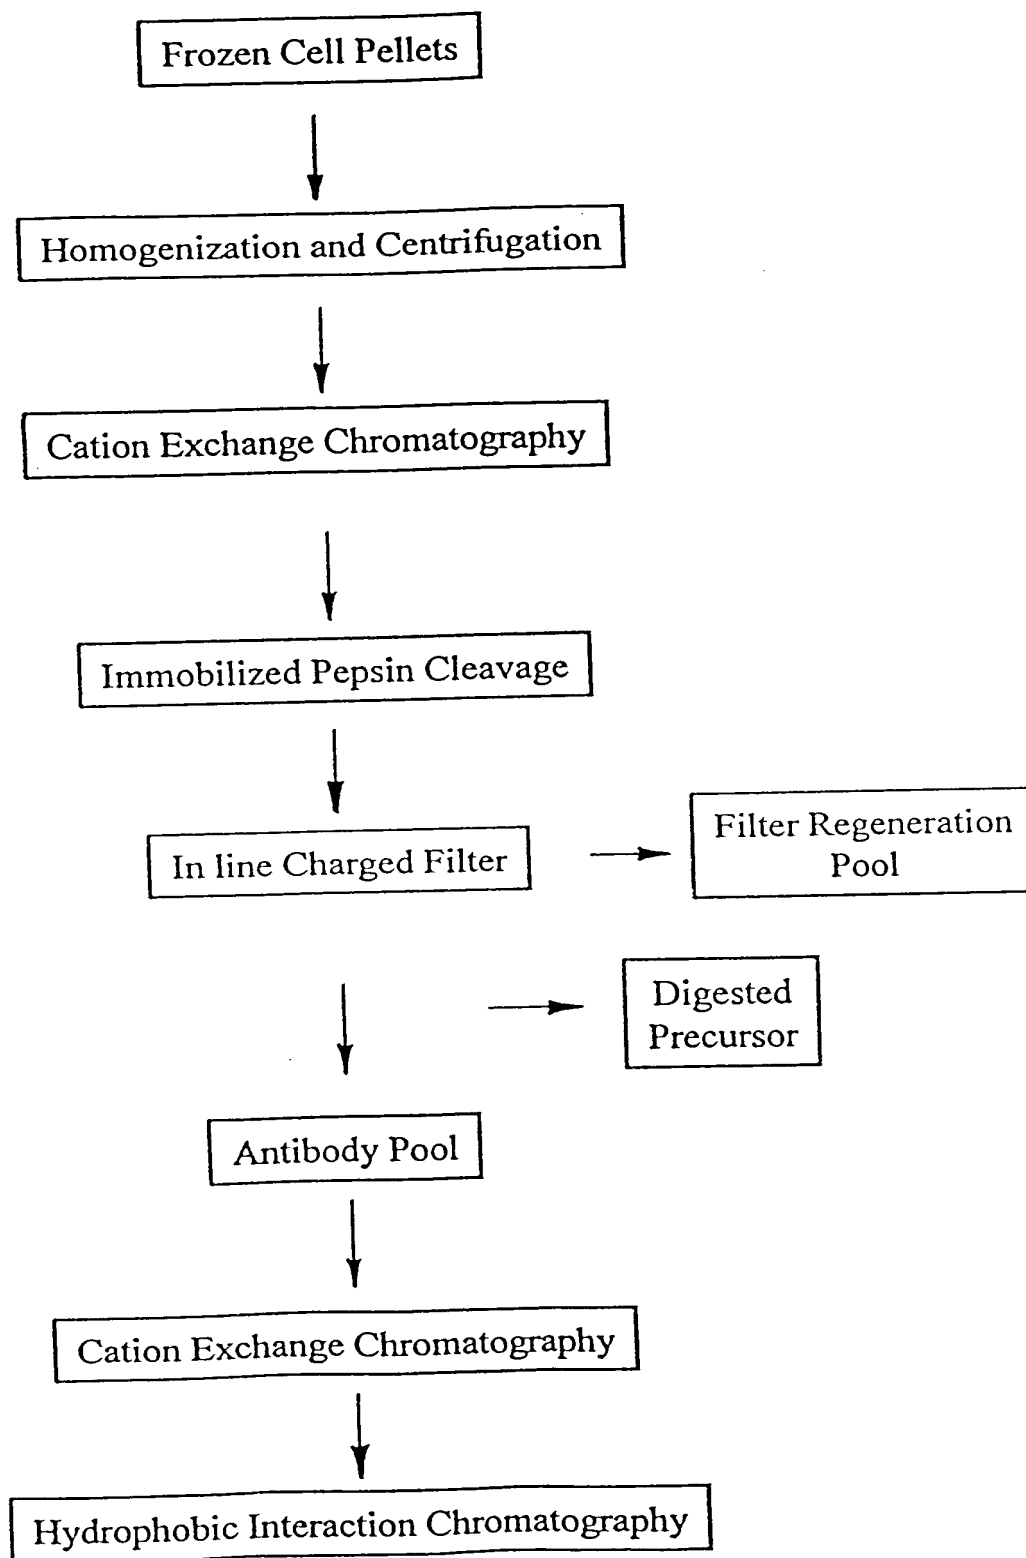 Frozen Cell Pellets
Homogenization and Centrifugation
Cation Exchange Chromatography
Immobilized Pepsin Cleavage
In line Charged Filter
Filter Regeneration
Pool
Digested
Precursor
Antibody Pool
Cation Exchange Chromatography
Hydrophobic Interaction Chromatography